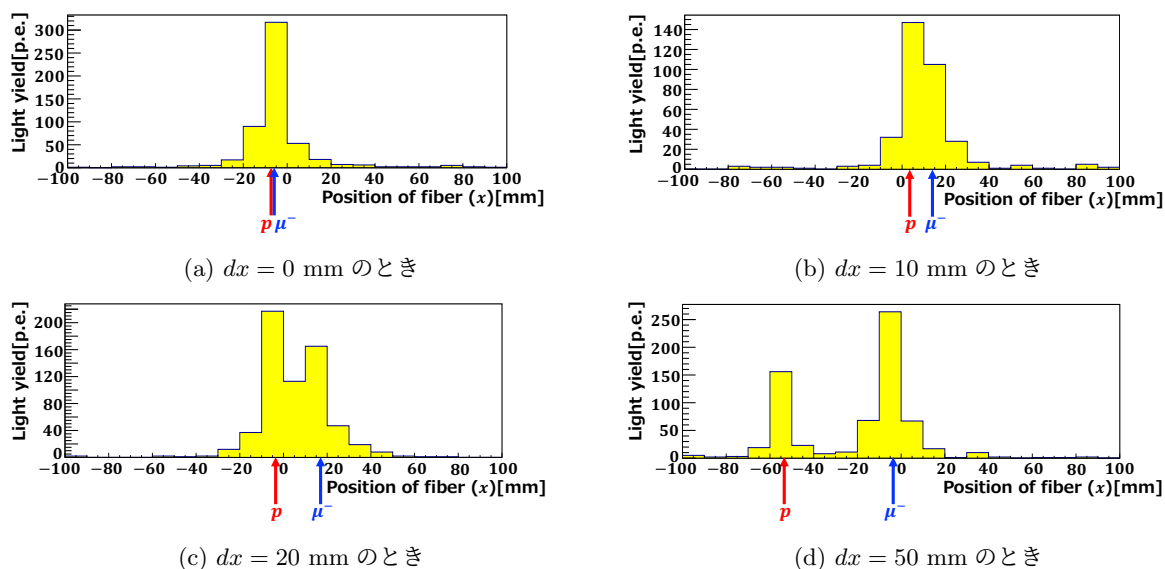 Light yield[p.e.]
300
250
200
150
100
50
0
−100 −80 −60 −40 −20 0 20 40 60 80 100
Position of fiber (x)[mm]
p μ⁻
(a) dx = 0 mm のとき
Light yield[p.e.]
140
120
100
80
60
40
20
0
−100 −80 −60 −40 −20 0 20 40 60 80 100
Position of fiber (x)[mm]
p μ⁻
(b) dx = 10 mm のとき
Light yield[p.e.]
200
160
120
80
40
0
−100 −80 −60 −40 −20 0 20 40 60 80 100
Position of fiber (x)[mm]
p μ⁻
(c) dx = 20 mm のとき
Light yield[p.e.]
250
200
150
100
50
0
−100 −80 −60 −40 −20 0 20 40 60 80 100
Position of fiber (x)[mm]
p μ⁻
(d) dx = 50 mm のとき